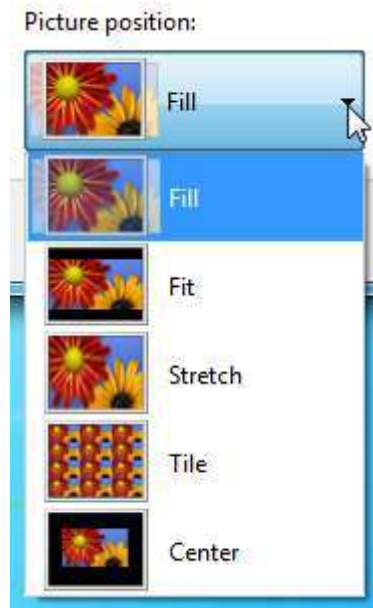 Picture position:
Fill
Fill
Fit
Stretch
Tile
Center